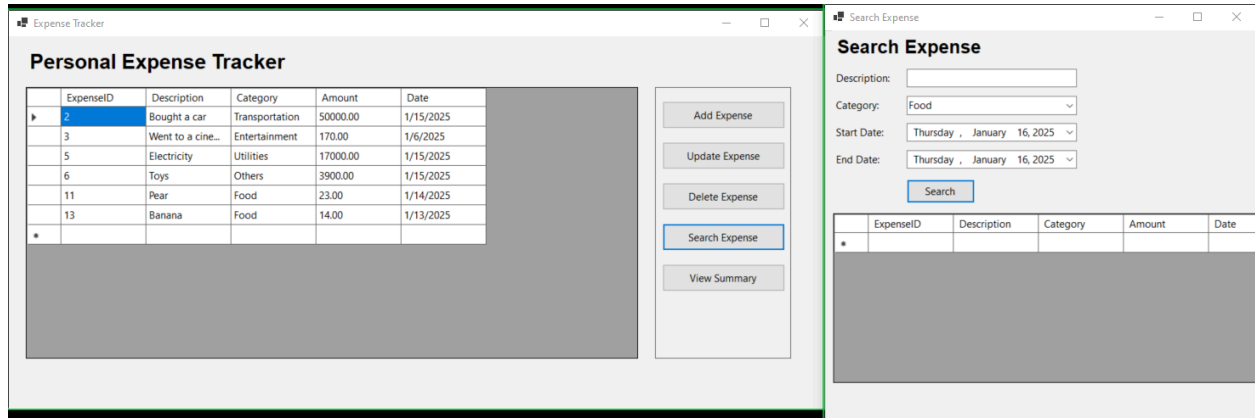 Expense Tracker
Personal Expense Tracker
ExpenseID Description Category Amount Date
2 Bought a car Transportation 50000.00 1/15/2025
3 Went to a cine... Entertainment 170.00 1/6/2025
5 Electricity Utilities 17000.00 1/15/2025
6 Toys Others 3900.00 1/15/2025
11 Pear Food 23.00 1/14/2025
13 Banana Food 14.00 1/13/2025
Add Expense
Update Expense
Delete Expense
Search Expense
View Summary
Search Expense
Search Expense
Description:
Category: Food
Start Date: Thursday , January 16, 2025
End Date: Thursday , January 16, 2025
Search
ExpenseID Description Category Amount Date